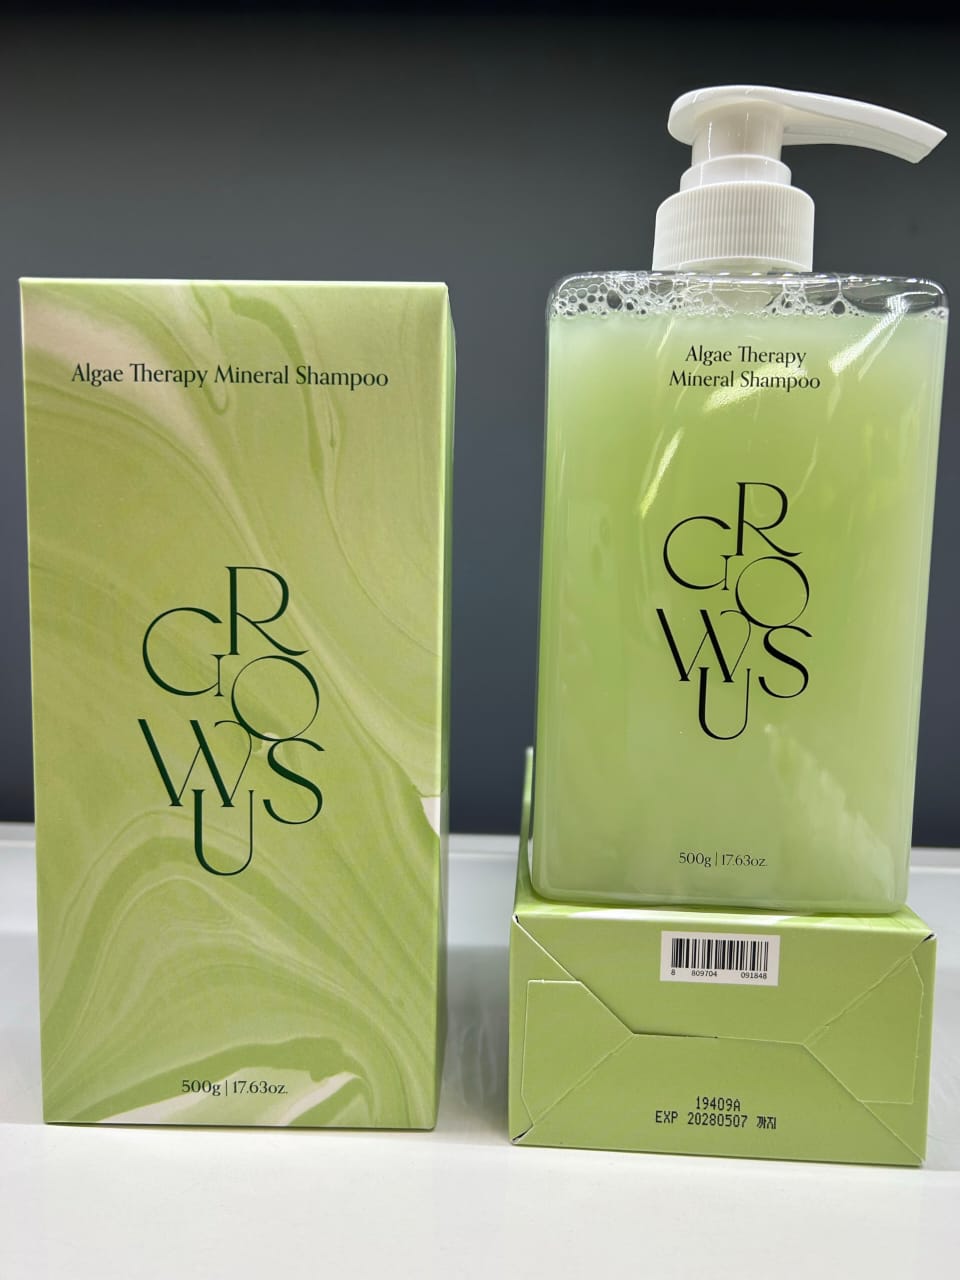 Algae Therapy Mineral Shampoo
GROWUS
500g | 17.63oz.
Algae Therapy
Mineral Shampoo
GROWUS
500g | 17.63oz.
8 809704 091848
19409A
EXP 20280507 까지